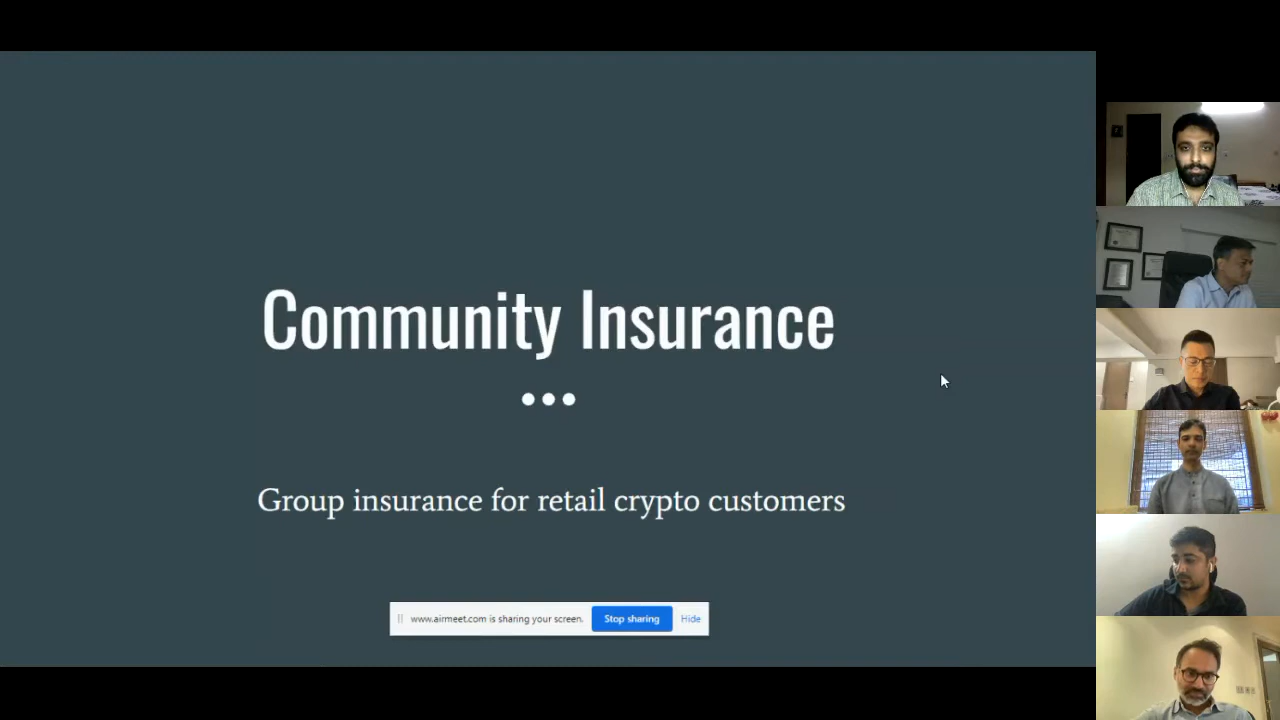 Community Insurance
Group insurance for retail crypto customers
www.airmeet.com is sharing your screen. Stop sharing Hide